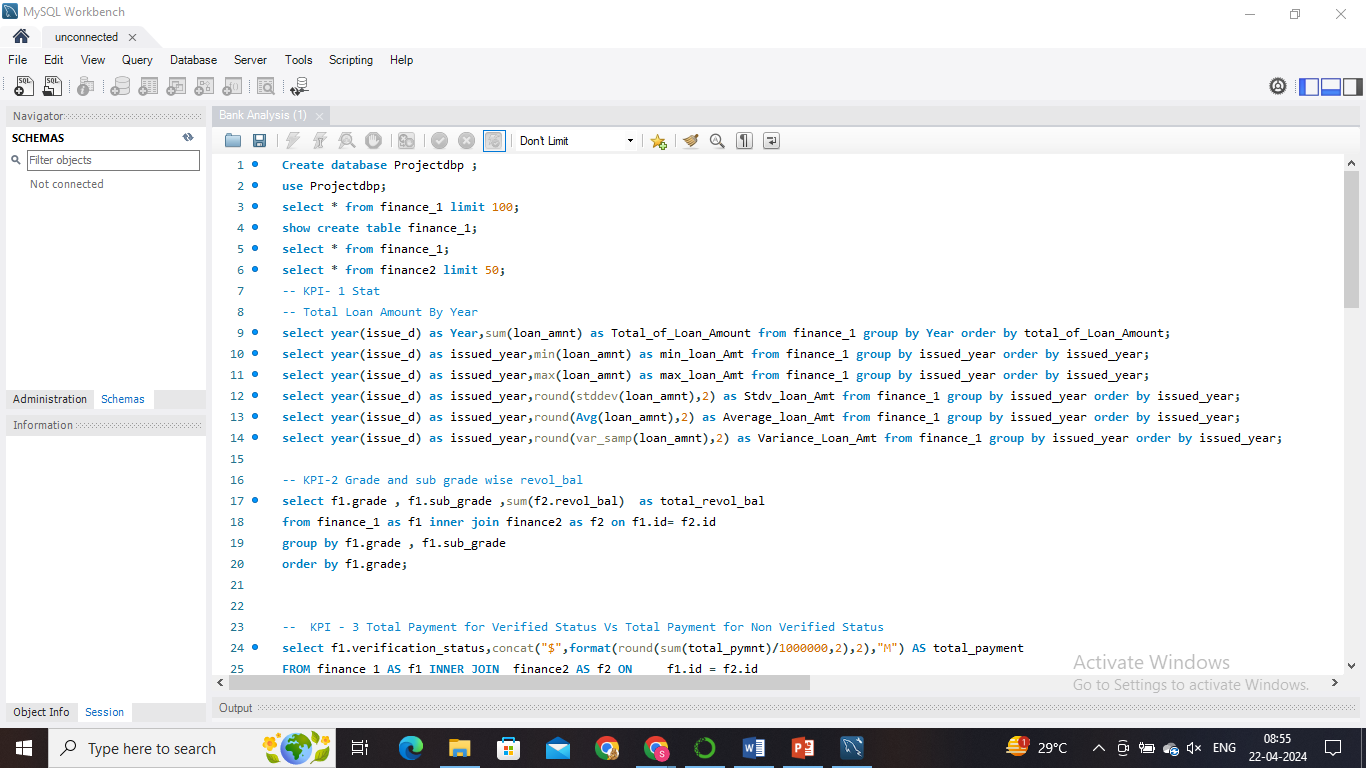 MySQL Workbench
unconnected
File Edit View Query Database Server Tools Scripting Help
Navigator
SCHEMAS
Filter objects
Not connected
Administration Schemas
Information
Object Info Session
Bank Analysis (1)
Don't Limit
1 Create database Projectdbp ;
2 use Projectdbp;
3 select * from finance_1 limit 100;
4 show create table finance_1;
5 select * from finance_1;
6 select * from finance2 limit 50;
7 -- KPI- 1 Stat
8 -- Total Loan Amount By Year
9 select year(issue_d) as Year,sum(loan_amnt) as Total_of_Loan_Amount from finance_1 group by Year order by total_of_Loan_Amount;
10 select year(issue_d) as issued_year,min(loan_amnt) as min_loan_Amt from finance_1 group by issued_year order by issued_year;
11 select year(issue_d) as issued_year,max(loan_amnt) as max_loan_Amt from finance_1 group by issued_year order by issued_year;
12 select year(issue_d) as issued_year,round(stddev(loan_amnt),2) as Stdv_loan_Amt from finance_1 group by issued_year order by issued_year;
13 select year(issue_d) as issued_year,round(Avg(loan_amnt),2) as Average_loan_Amt from finance_1 group by issued_year order by issued_year;
14 select year(issue_d) as issued_year,round(var_samp(loan_amnt),2) as Variance_Loan_Amt from finance_1 group by issued_year order by issued_year;
15
16 -- KPI-2 Grade and sub grade wise revol_bal
17 select f1.grade , f1.sub_grade ,sum(f2.revol_bal)  as total_revol_bal
18 from finance_1 as f1 inner join finance2 as f2 on f1.id= f2.id
19 group by f1.grade , f1.sub_grade
20 order by f1.grade;
21
22
23 --  KPI - 3 Total Payment for Verified Status Vs Total Payment for Non Verified Status
24 select f1.verification_status,concat("$",format(round(sum(total_pymnt)/1000000,2),2),"M") AS total_payment
25 FROM finance_1 AS f1 INNER JOIN  finance2 AS f2 ON     f1.id = f2.id
Activate Windows
Go to Settings to activate Windows.
Output
Type here to search
1
29°C
ENG
08:55
22-04-2024